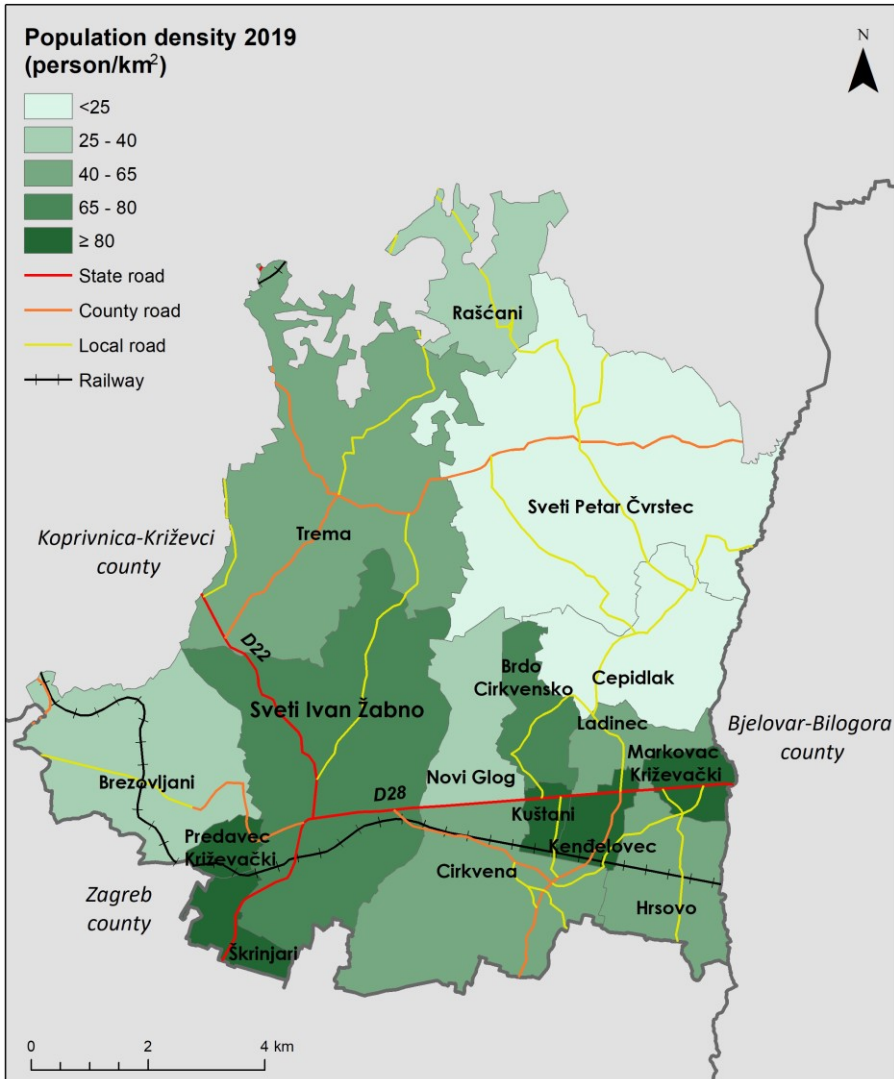 Population density 2019
(person/km²)
<25
25 - 40
40 - 65
65 - 80
≥ 80
State road
County road
Local road
Railway
N
Rašćani
Sveti Petar Čvrstec
Koprivnica-Križevci
county
Trema
D22
Brdo
Cirkvensko
Cepidlak
Sveti Ivan Žabno
Ladinec
Bjelovar-Bilogora
county
Markovac
Križevački
Brezovljani
Novi Glog
D28
Kuštani
Predavec
Križevački
Kenđelovec
Cirkvena
Zagreb
county
Hrsovo
Škrinjari
0 2 4 km